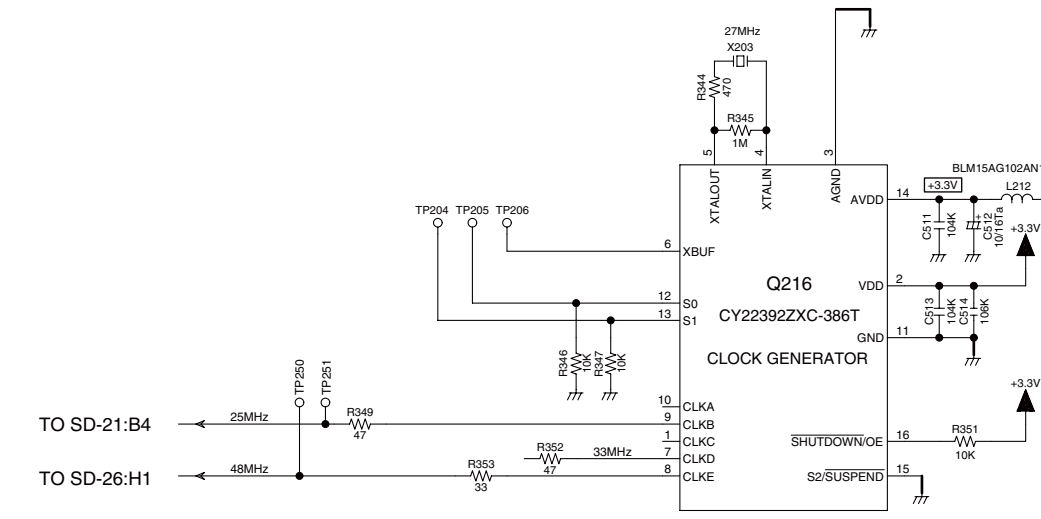 27MHz
X203
R344
470
R345
1M
5
4
3
XTALOUT
XTALIN
AGND
BLM15AG102AN1
AVDD
14
+3.3V
L212
C511
104K
C512
10/16Ta
+
+3.3V
TP204 TP205 TP206
6
XBUF
Q216
VDD
2
12
S0
CY22392ZXC-386T
C513
104K
C514
106K
13
S1
GND
11
R346
10K
R347
10K
CLOCK GENERATOR
TP250
TP251
+3.3V
10
CLKA
TO SD-21:B4
25MHz
R349
47
9
CLKB
1
CLKC
SHUTDOWN/OE
16
R351
10K
R352
47
33MHz
7
CLKD
TO SD-26:H1
48MHz
R353
33
8
CLKE
S2/SUSPEND
15